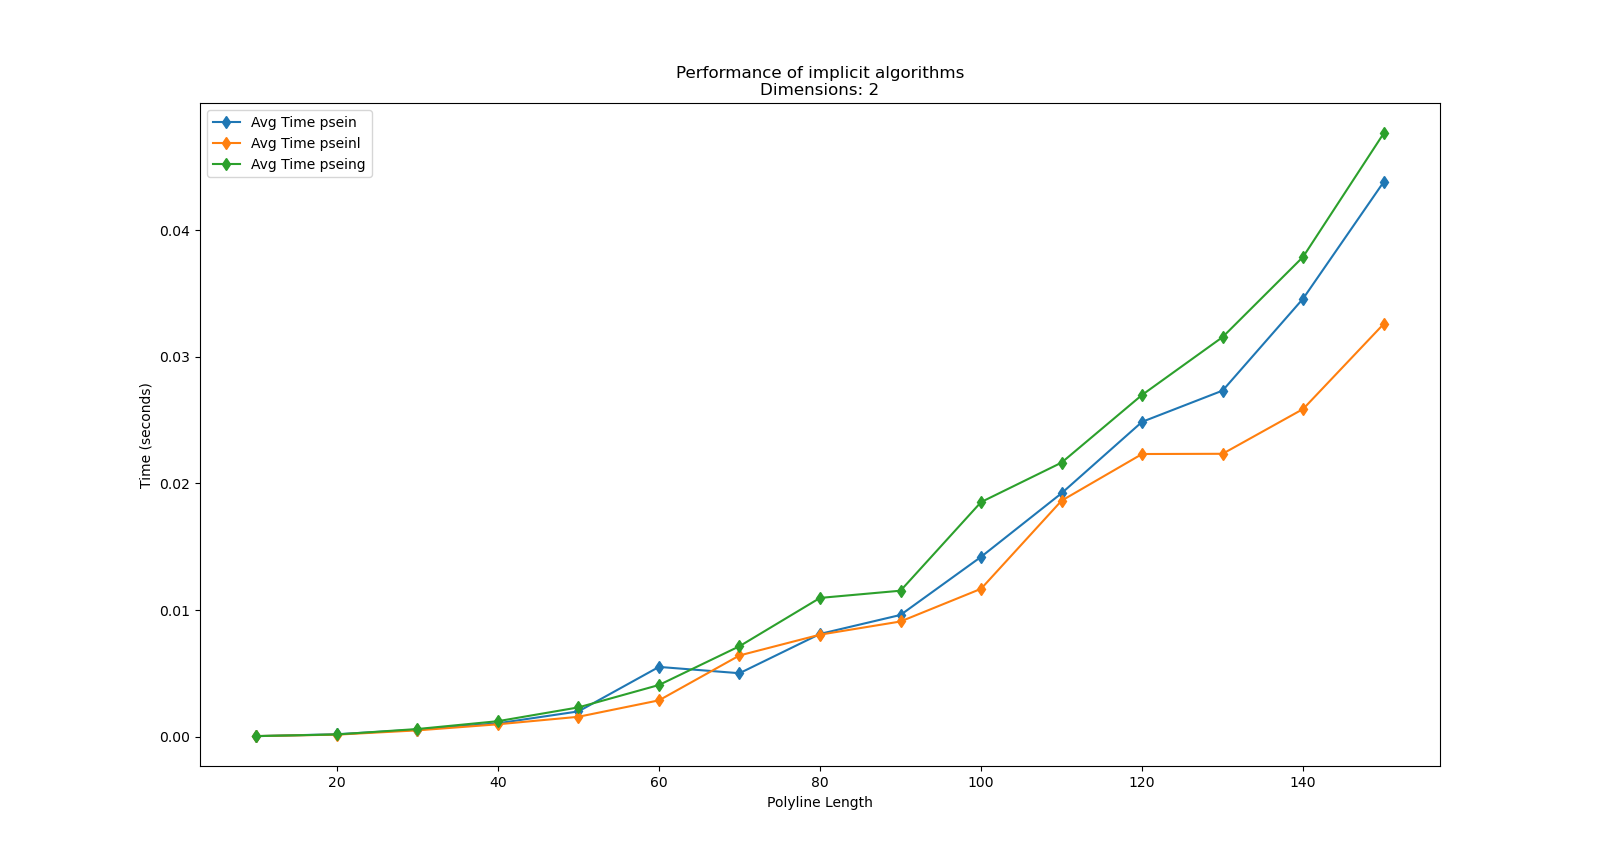 Performance of implicit algorithms
Dimensions: 2
Avg Time psein
Avg Time pseinl
Avg Time pseing
0.04
0.03
0.02
0.01
0.00
Time (seconds)
20 40 60 80 100 120 140
Polyline Length